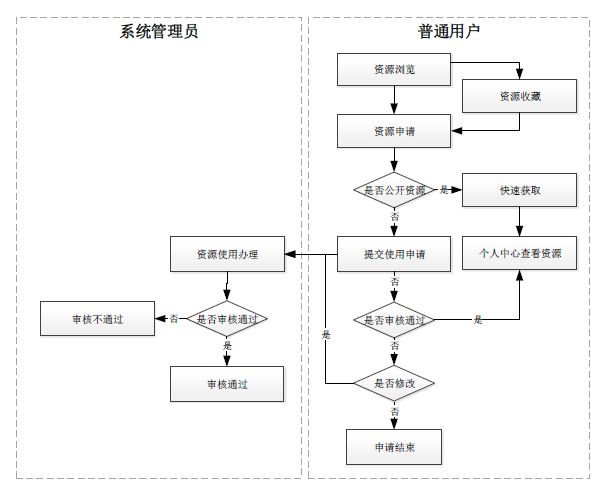 系统管理员
普通用户
资源浏览
资源收藏
资源申请
是否公开资源
是
快速获取
否
资源使用办理
提交使用申请
个人中心查看资源
否
审核不通过
否
是否审核通过
是否审核通过
是
是
是
否
审核通过
是否修改
否
申请结束